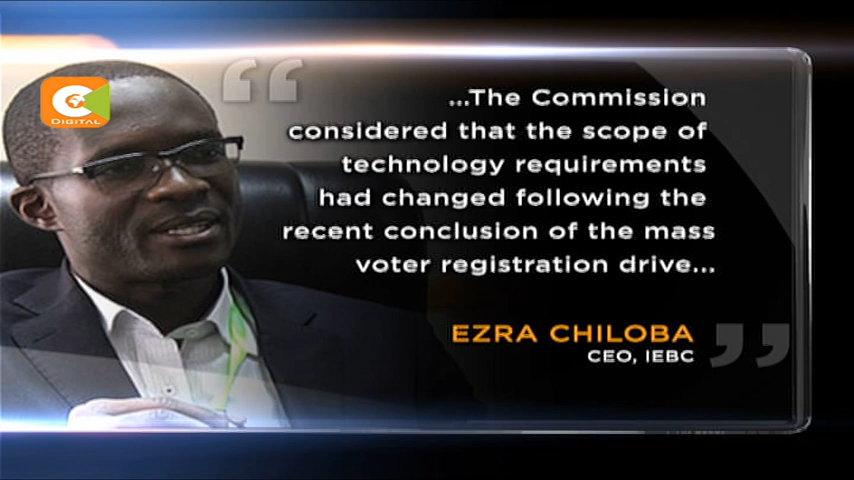 C
DIGITAL
“
...The Commission
considered that the scope of
technology requirements
had changed following the
recent conclusion of the mass
voter registration drive...
EZRA CHILOBA
CEO, IEBC
”